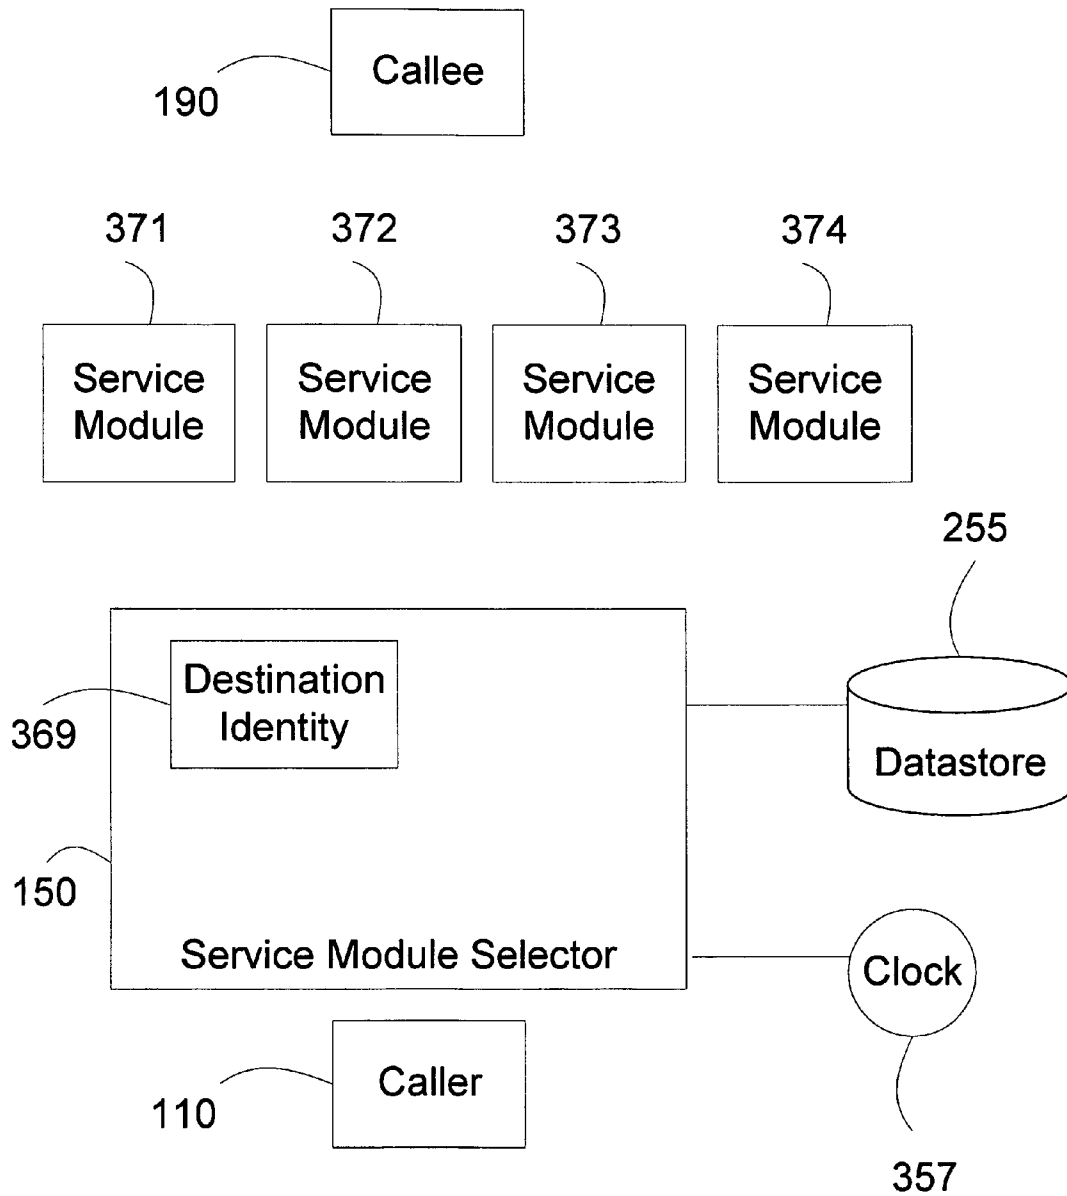 Callee
190
371
372
373
374
Service
Module
Service
Module
Service
Module
Service
Module
255
Destination
Identity
369
Datastore
150
Service Module Selector
Clock
Caller
110
357